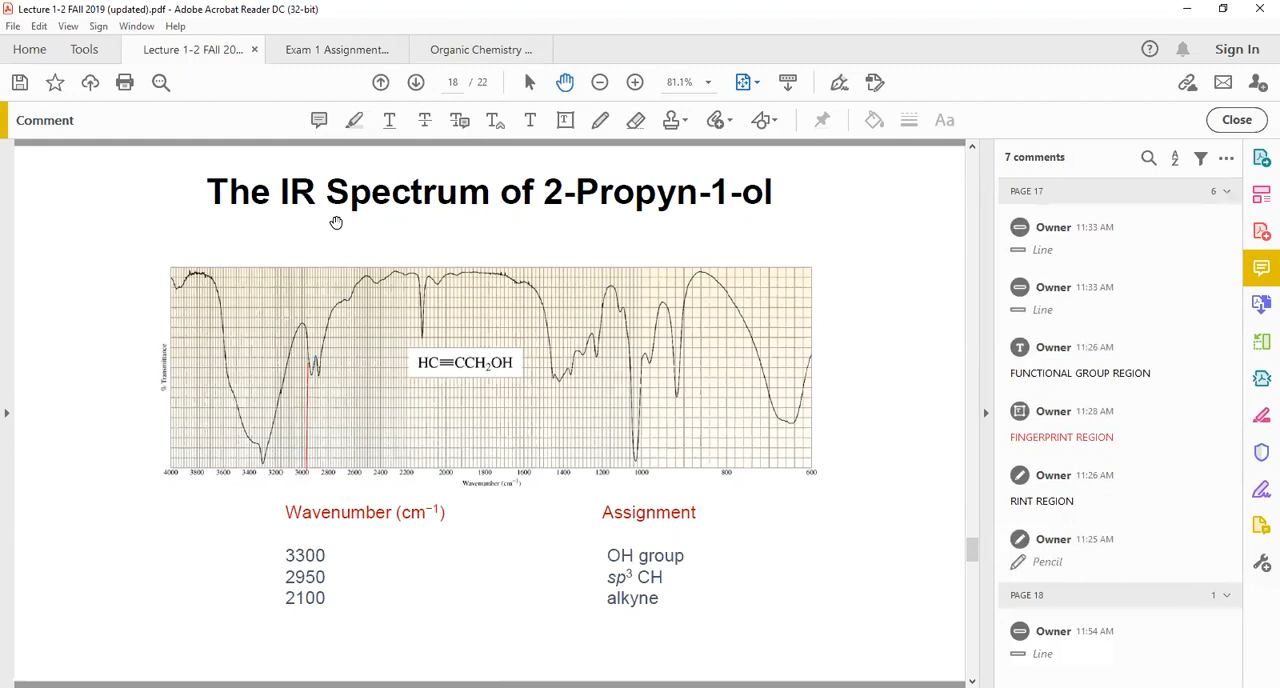 Lecture 1-2 FAll 2019 (updated).pdf - Adobe Acrobat Reader DC (32-bit)
File Edit View Sign Window Help
Home Tools Lecture 1-2 FAll 20... × Exam 1 Assignment... Organic Chemistry ... Sign In
18 / 22 81.1%
Comment Close
The IR Spectrum of 2-Propyn-1-ol
HC≡CCH₂OH
% Transmittance
4000 3800 3600 3400 3200 3000 2800 2600 2400 2200 2000 1800 1600 1400 1200 1000 800 600
Wavenumber (cm⁻¹)
Wavenumber (cm⁻¹) Assignment
3300 OH group
2950 sp³ CH
2100 alkyne
7 comments
PAGE 17 6
Owner 11:33 AM
Line
Owner 11:33 AM
Line
Owner 11:26 AM
FUNCTIONAL GROUP REGION
Owner 11:28 AM
FINGERPRINT REGION
Owner 11:26 AM
RINT REGION
Owner 11:25 AM
Pencil
PAGE 18 1
Owner 11:54 AM
Line